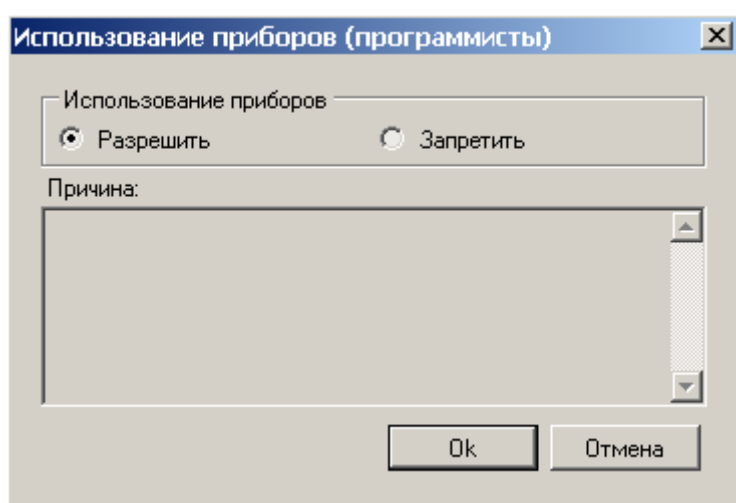 Использование приборов (программисты)
Использование приборов
Разрешить Запретить
Причина:
Ok Отмена